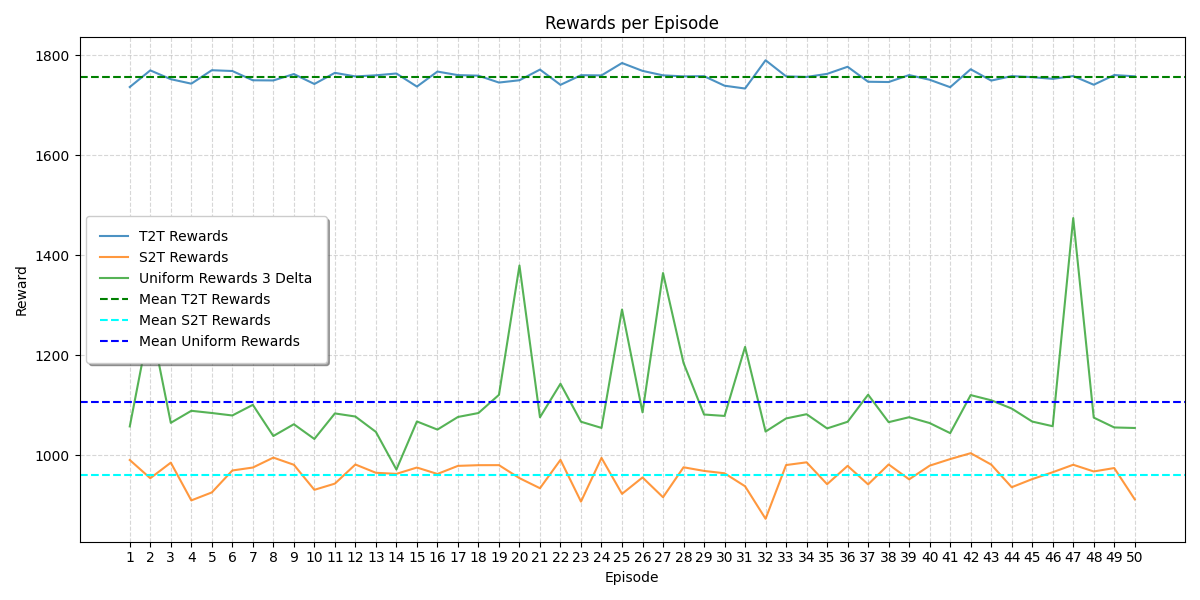 Rewards per Episode
1800
1600
1400
1200
1000
Reward
T2T Rewards
S2T Rewards
Uniform Rewards 3 Delta
Mean T2T Rewards
Mean S2T Rewards
Mean Uniform Rewards
1 2 3 4 5 6 7 8 9 10 11 12 13 14 15 16 17 18 19 20 21 22 23 24 25 26 27 28 29 30 31 32 33 34 35 36 37 38 39 40 41 42 43 44 45 46 47 48 49 50
Episode